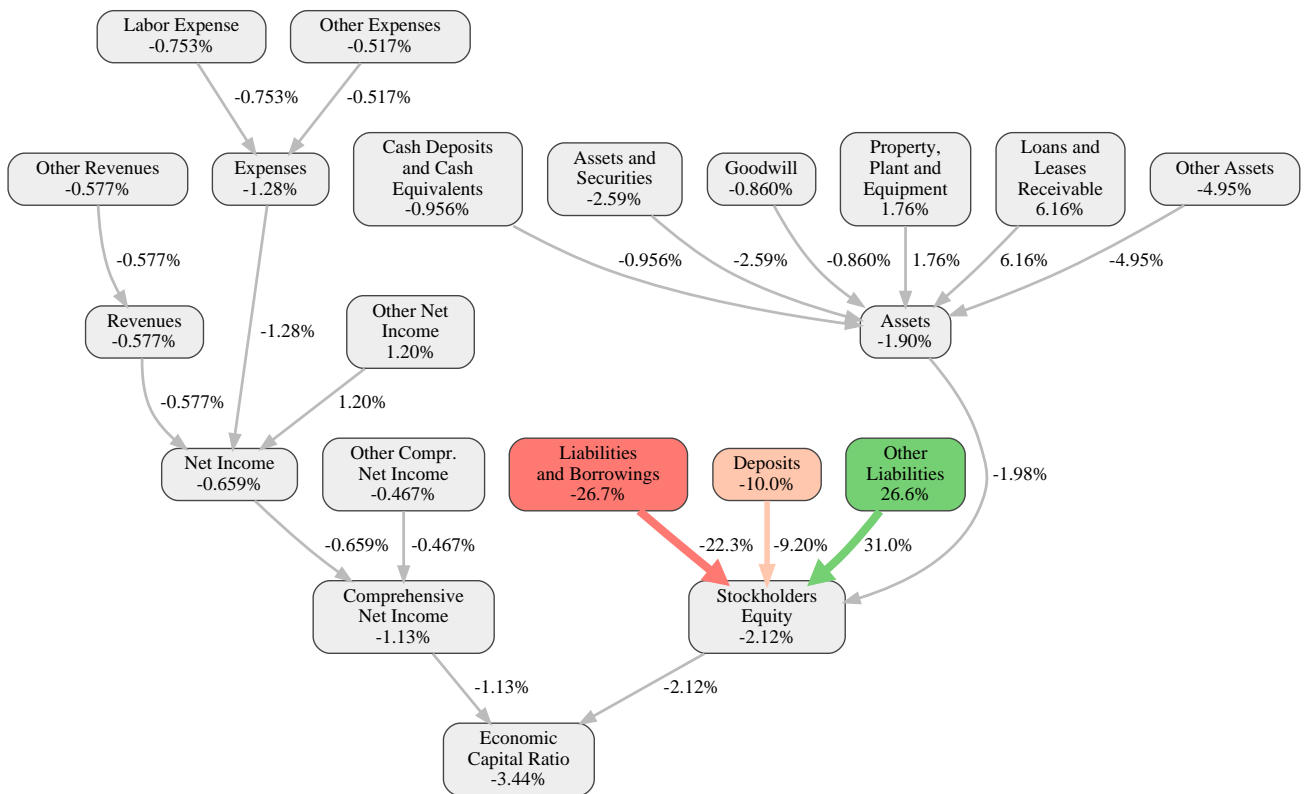 Labor Expense
-0.753%
Other Expenses
-0.517%
-0.753%
-0.517%
Other Revenues
-0.577%
Expenses
-1.28%
Cash Deposits
and Cash
Equivalents
-0.956%
Assets and
Securities
-2.59%
Goodwill
-0.860%
Property,
Plant and
Equipment
1.76%
Loans and
Leases
Receivable
6.16%
Other Assets
-4.95%
-0.577%
-0.956%
-2.59%
-0.860%
1.76%
6.16%
-4.95%
Revenues
-0.577%
-1.28%
Other Net
Income
1.20%
Assets
-1.90%
-0.577%
1.20%
Net Income
-0.659%
Other Compr.
Net Income
-0.467%
Liabilities
and Borrowings
-26.7%
Deposits
-10.0%
Other
Liabilities
26.6%
-1.98%
-0.659%
-0.467%
-22.3%
-9.20%
31.0%
Comprehensive
Net Income
-1.13%
Stockholders
Equity
-2.12%
-1.13%
-2.12%
Economic
Capital Ratio
-3.44%